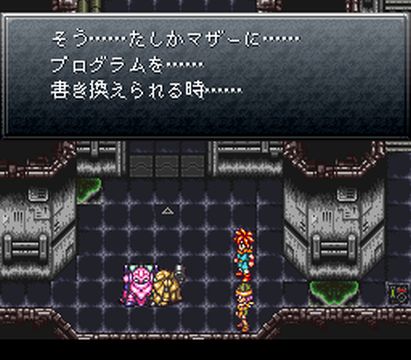 そう……たしかマザーに……
プログラムを……
書き換えられる時……